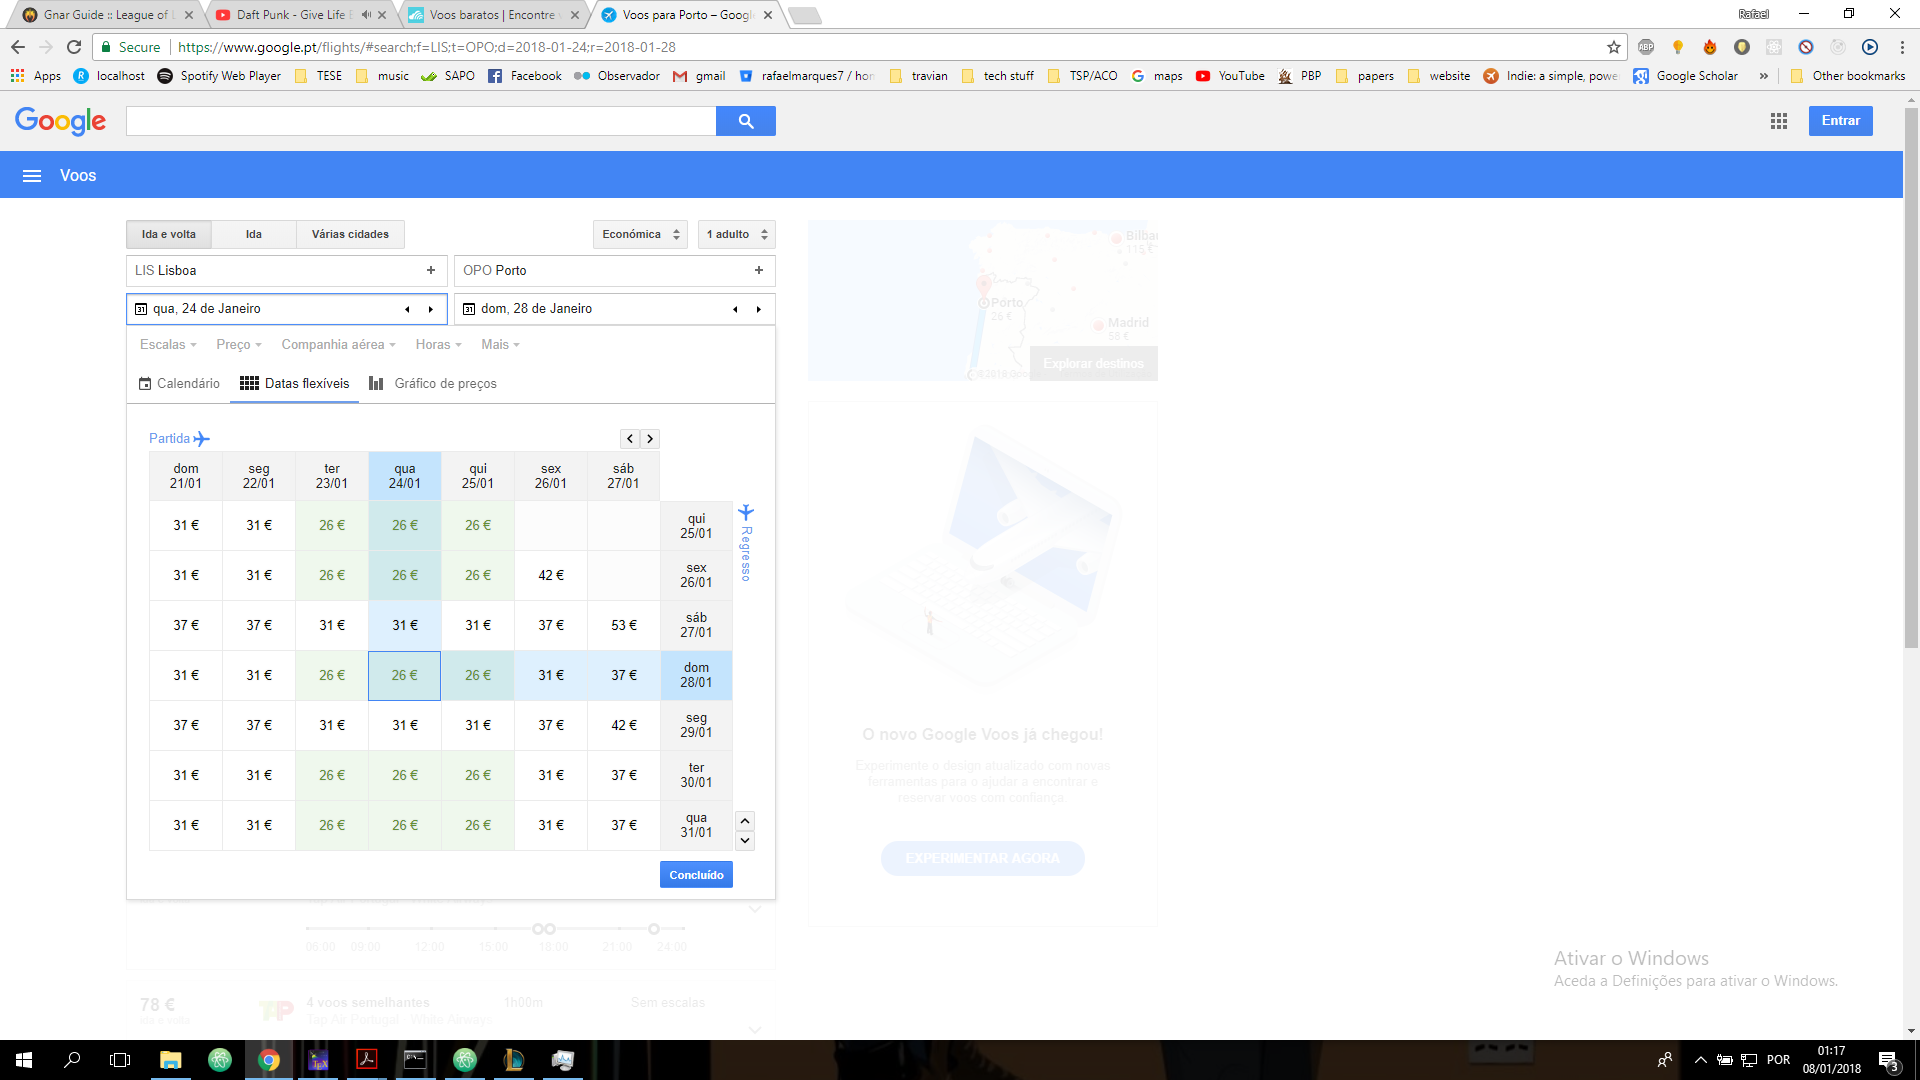 Gnar Guide :: League of L
Daft Punk - Give Life B
Voos baratos | Encontre v
Voos para Porto – Google
Rafael
Secure
https://www.google.pt/flights/#search;f=LIS;t=OPO;d=2018-01-24;r=2018-01-28
ABP
Apps
localhost
Spotify Web Player
TESE
music
SAPO
Facebook
Observador
gmail
rafaelmarques7 / hom
travian
tech stuff
TSP/ACO
maps
YouTube
PBP
papers
website
Indie: a simple, powe
Google Scholar
»
Other bookmarks
Google
Entrar
Voos
Ida e volta
Ida
Várias cidades
Económica
1 adulto
LIS Lisboa
OPO Porto
31 qua, 24 de Janeiro
31 dom, 28 de Janeiro
Escalas
Preço
Companhia aérea
Horas
Mais
Calendário
Datas flexíveis
Gráfico de preços
Partida
dom 21/01
seg 22/01
ter 23/01
qua 24/01
qui 25/01
sex 26/01
sáb 27/01
31 € 31 € 26 € 26 € 26 € qui 25/01
31 € 31 € 26 € 26 € 26 € 42 € sex 26/01
37 € 37 € 31 € 31 € 31 € 37 € 53 € sáb 27/01
31 € 31 € 26 € 26 € 26 € 31 € 37 € dom 28/01
37 € 37 € 31 € 31 € 31 € 37 € 42 € seg 29/01
31 € 31 € 26 € 26 € 26 € 31 € 37 € ter 30/01
31 € 31 € 26 € 26 € 26 € 31 € 37 € qua 31/01
Regresso
Concluído
Bilbau
115 €
Porto
26 €
Madrid
58 €
Explorar destinos
O novo Google Voos já chegou!
Experimente o design atualizado com novas
ferramentas para o ajudar a encontrar e
reservar voos com confiança
EXPERIMENTAR AGORA
06:00 09:00 12:00 15:00 18:00 21:00 24:00
78 €
ida e volta
TAP
4 voos semelhantes
1h00m
Sem escalas
Tap Air Portugal · White Airways
Ativar o Windows
Aceda a Definições para ativar o Windows.
POR
01:17
08/01/2018
3